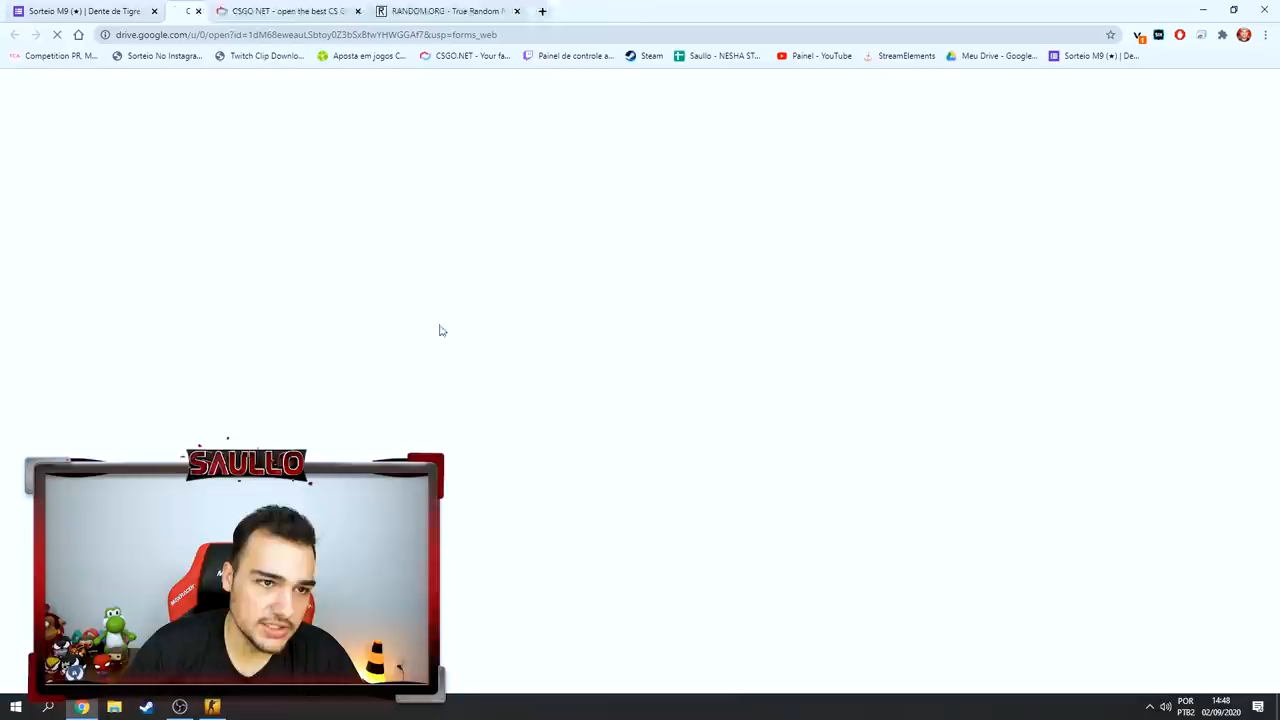 Sorteio M9 (★) | Dente de Tigre
C
CSGO.NET - open the best CS:G
RANDOM.ORG - True Random N
drive.google.com/u/0/open?id=1dM68eweauLSbtoy0Z3bSxBfwYHWGGAf7&usp=forms_web
Competition PR, M...
Sorteio No Instagra...
Twitch Clip Downlo...
Aposta em jogos C...
CSGO.NET - Your fa...
Painel de controle a...
Steam
Saullo - NESHA ST...
Painel - YouTube
StreamElements
Meu Drive - Google...
Sorteio M9 (★) | De...
SAULLO
POR
PTB2
14:48
02/09/2020